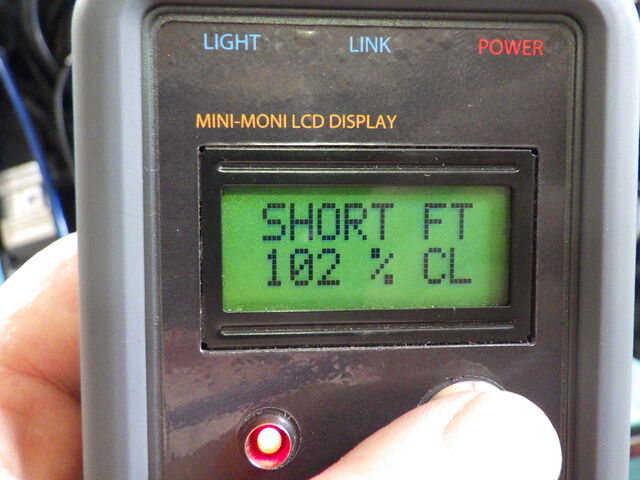 LIGHT LINK POWER
MINI-MONI LCD DISPLAY
SHORT FT
102 % CL